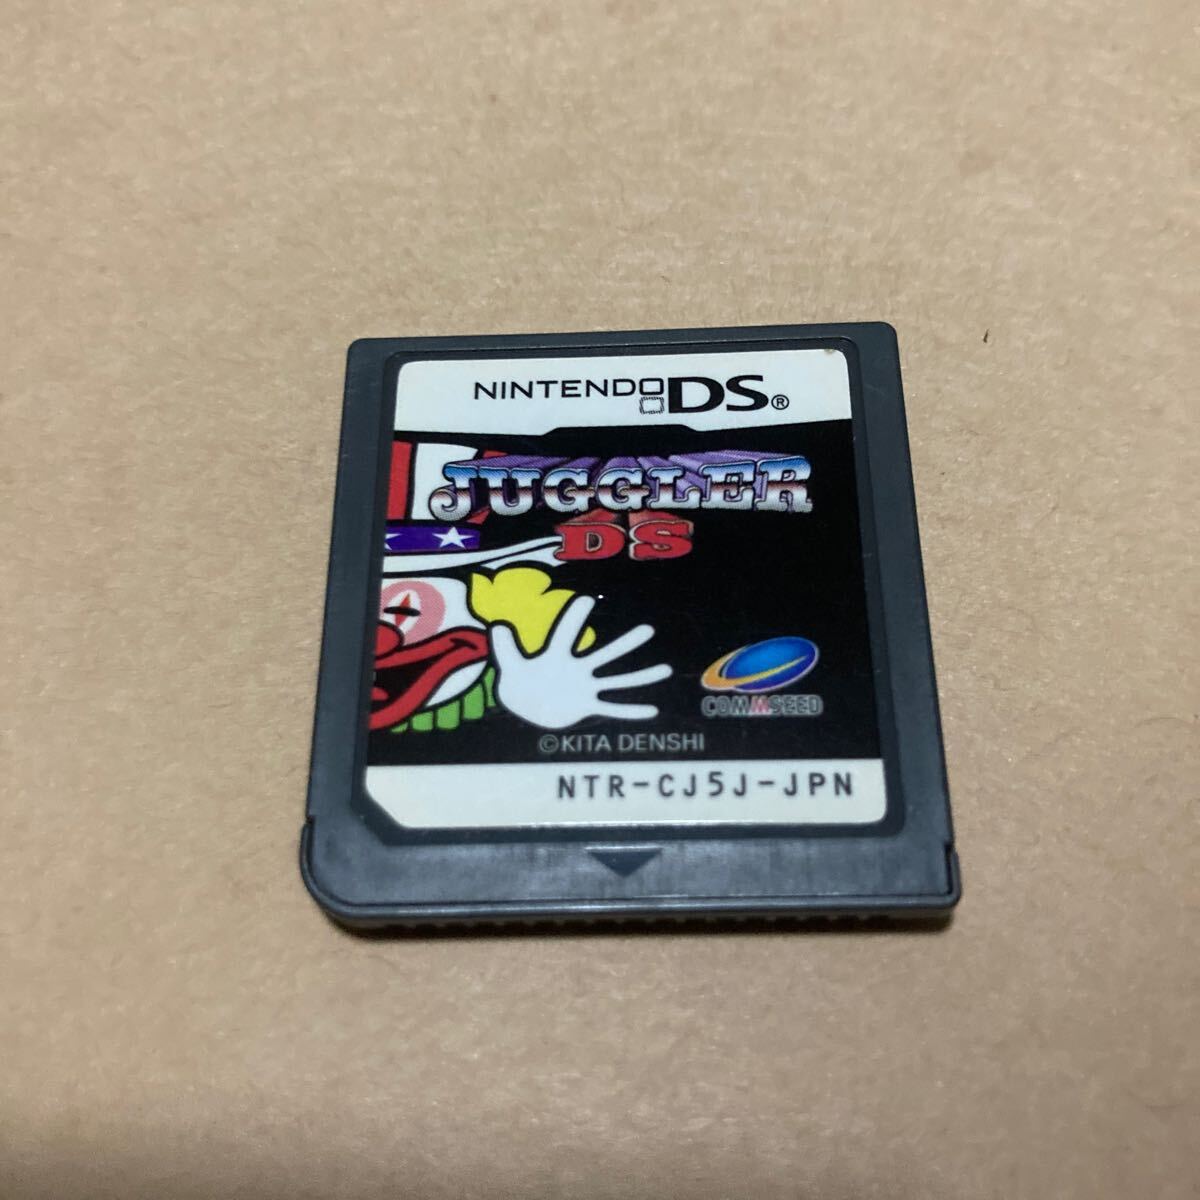 NINTENDO DS®
JUGGLER
DS
COMMSEED
©KITA DENSHI
NTR-CJ5J-JPN